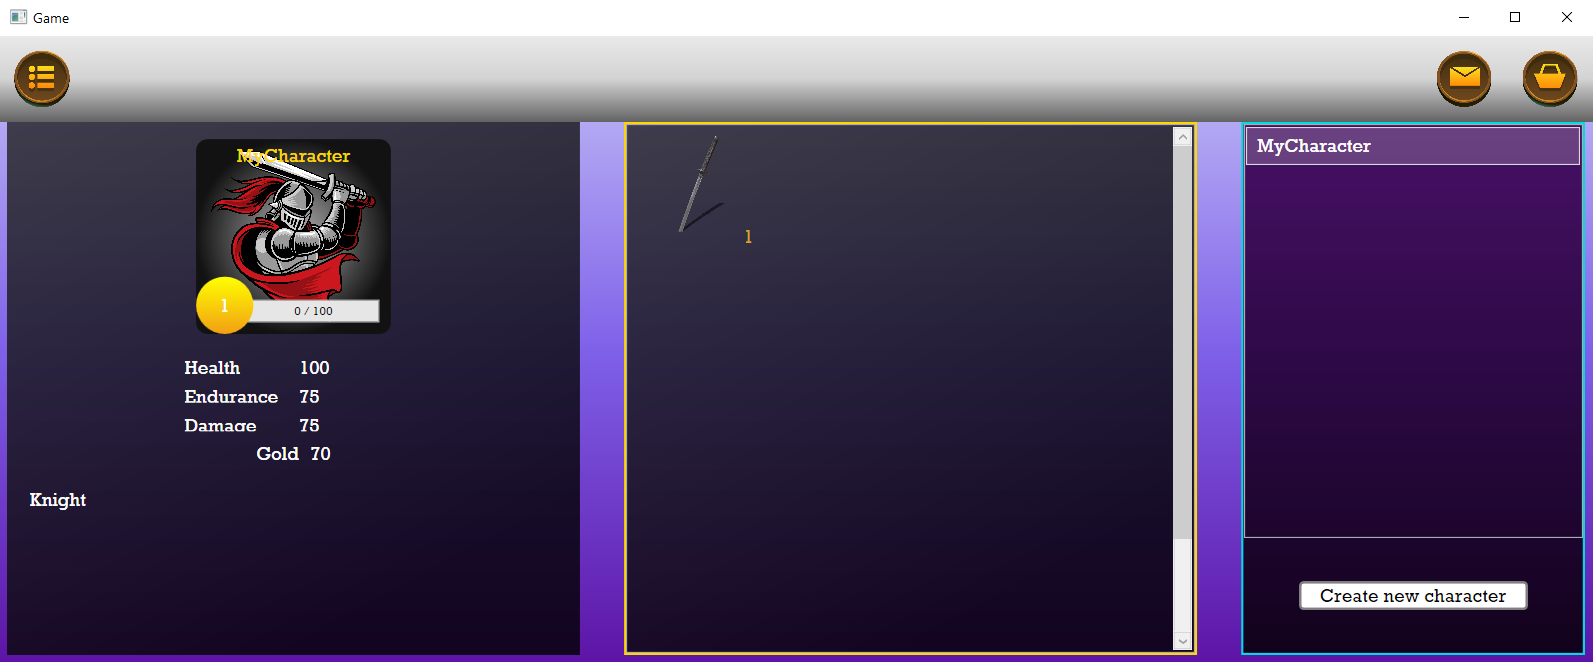 Game
MyCharacter
1
0 / 100
Health 100
Endurance 75
Damage 75
Gold 70
Knight
1
MyCharacter
Create new character